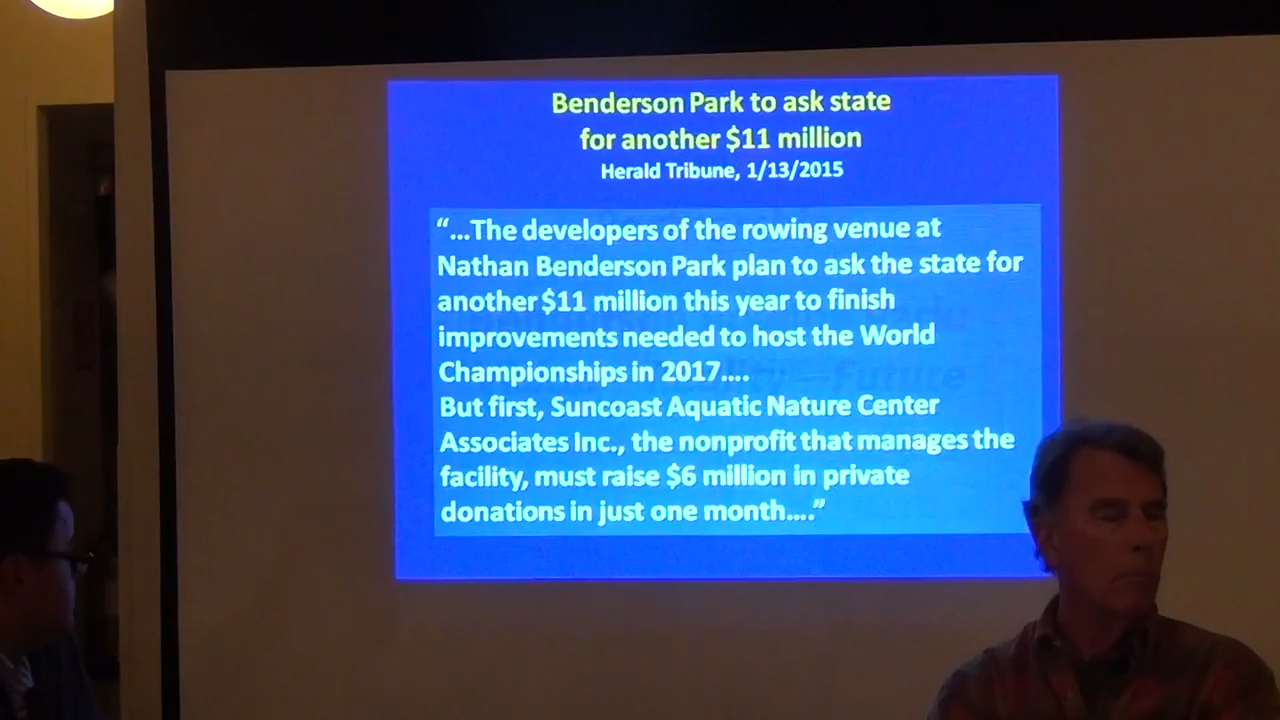 Benderson Park to ask state
for another $11 million
Herald Tribune, 1/13/2015
“...The developers of the rowing venue at
Nathan Benderson Park plan to ask the state for
another $11 million this year to finish
improvements needed to host the World
Championships in 2017....
But first, Suncoast Aquatic Nature Center
Associates Inc., the nonprofit that manages the
facility, must raise $6 million in private
donations in just one month....”